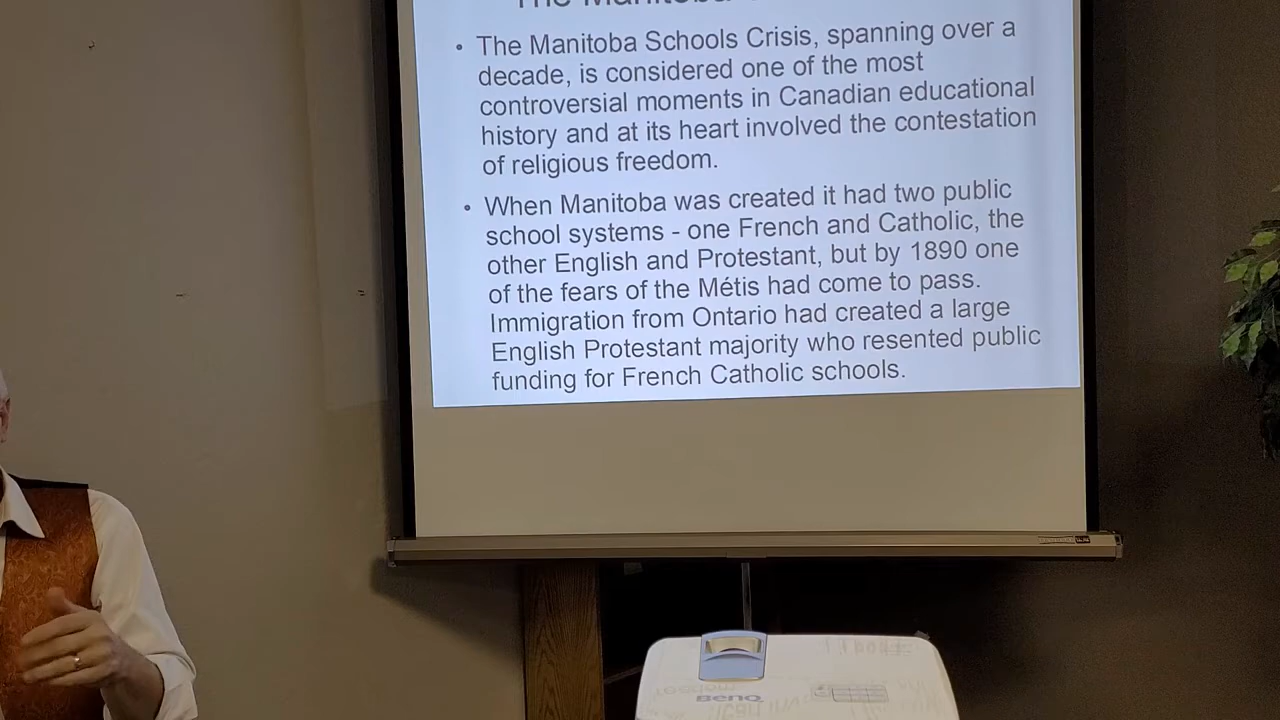 The Manitoba
• The Manitoba Schools Crisis, spanning over a
decade, is considered one of the most
controversial moments in Canadian educational
history and at its heart involved the contestation
of religious freedom.
• When Manitoba was created it had two public
school systems - one French and Catholic, the
other English and Protestant, but by 1890 one
of the fears of the Métis had come to pass.
Immigration from Ontario had created a large
English Protestant majority who resented public
funding for French Catholic schools.
BenQ